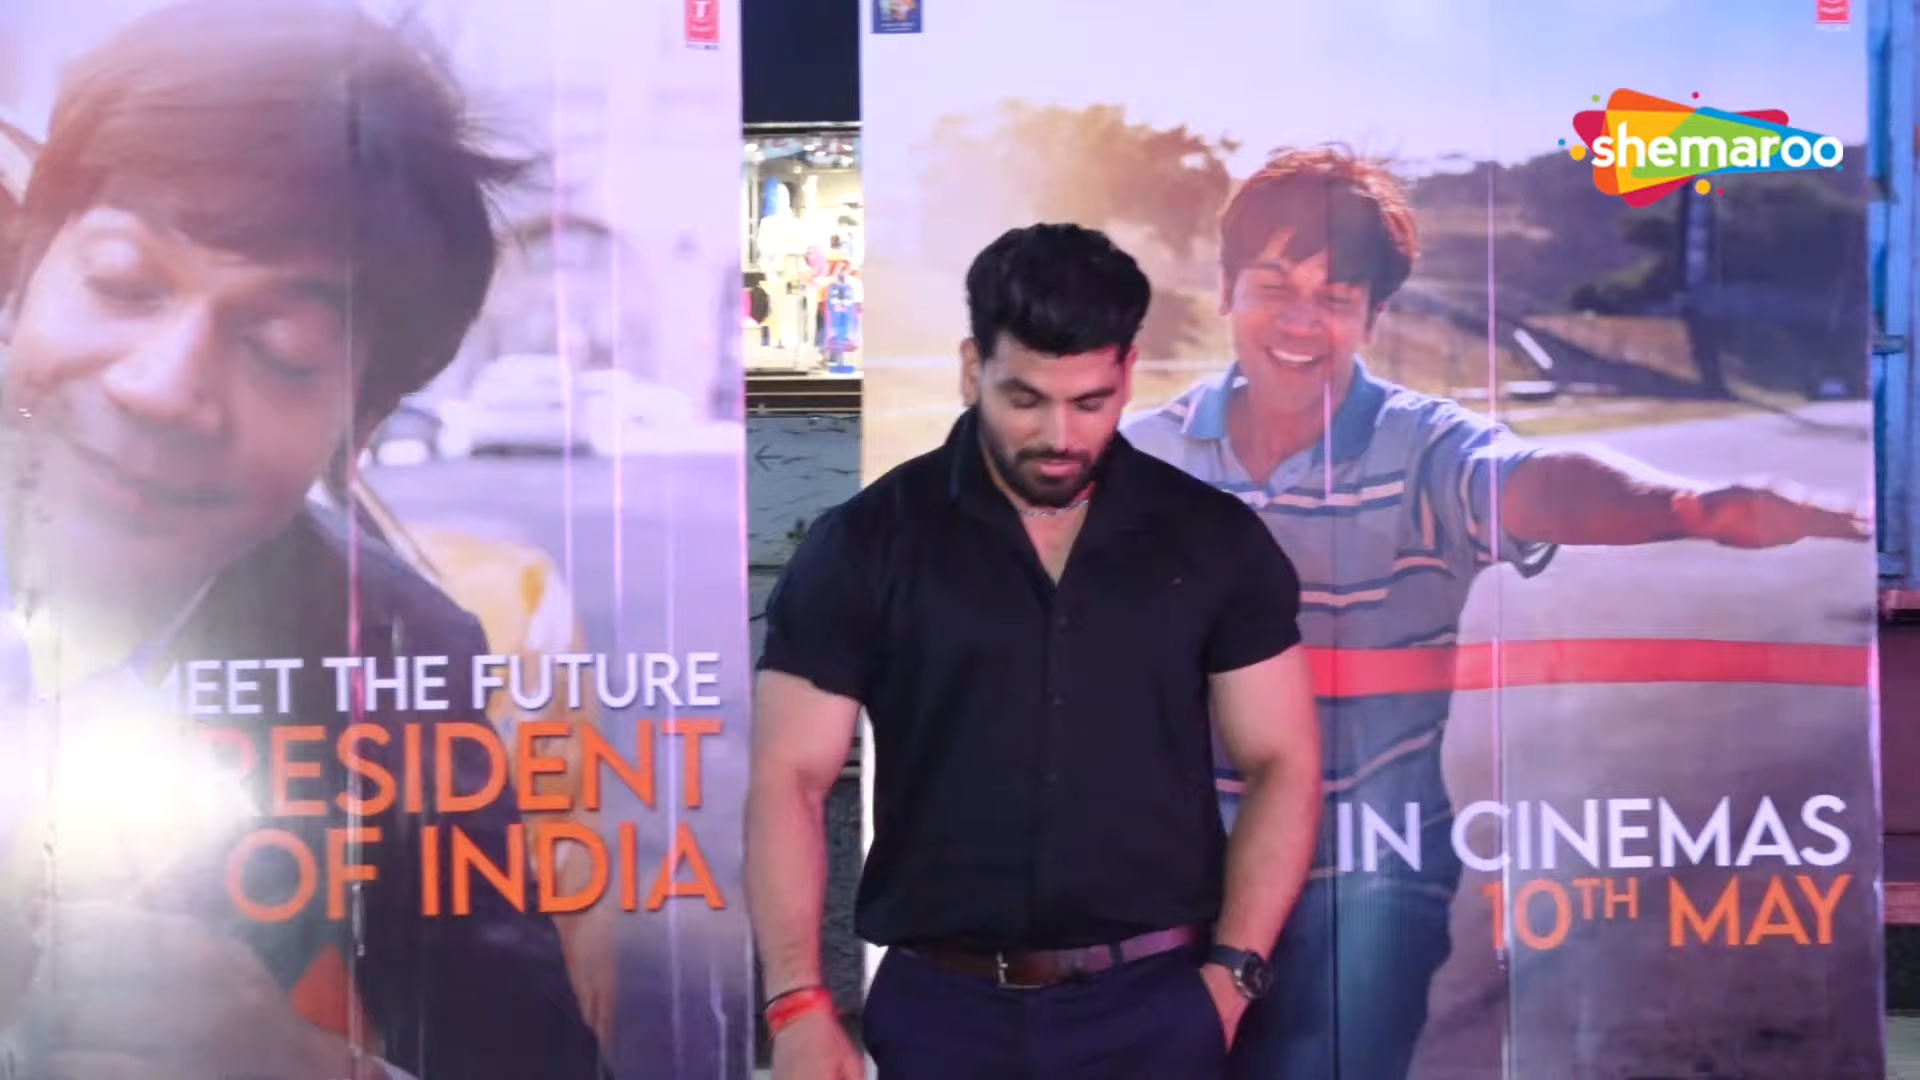 shemaroo
MEET THE FUTURE
RESIDENT
OF INDIA
IN CINEMAS
10TH MAY